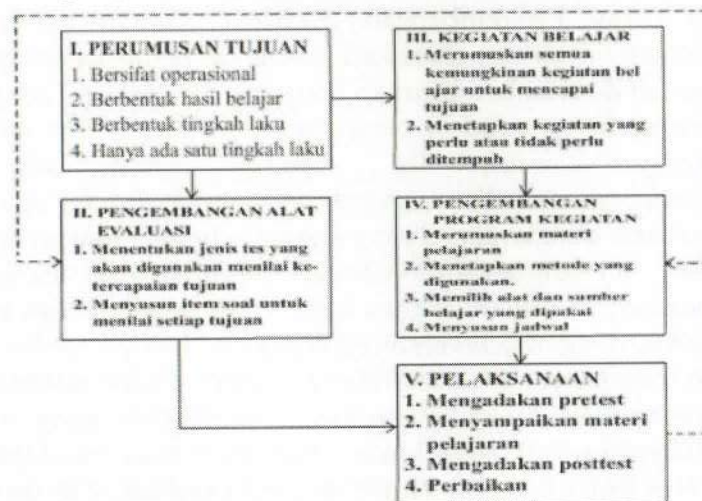 I. PERUMUSAN TUJUAN
1. Bersifat operasional
2. Berbentuk hasil belajar
3. Berbentuk tingkah laku
4. Hanya ada satu tingkah laku
II. PENGEMBANGAN ALAT
EVALUASI
1. Menentukan jenis tes yang
akan digunakan menilai ke-
tercapaian tujuan
2. Menyusun item soal untuk
menilai setiap tujuan
III. KEGIATAN BELAJAR
1. Merumuskan semua
kemungkinan kegiatan bel
ajar untuk mencapai
tujuan
2. Menetapkan kegiatan yang
perlu atau tidak perlu
ditempuh
IV. PENGEMBANGAN
PROGRAM KEGIATAN
1. Merumuskan materi
pelajaran
2. Menetapkan metode yang
digunakan.
3. Memilih alat dan sumber
belajar yang dipakai
4. Menyusun jadwal
V. PELAKSANAAN
1. Mengadakan pretest
2. Menyampaikan materi
pelajaran
3. Mengadakan posttest
4. Perbaikan